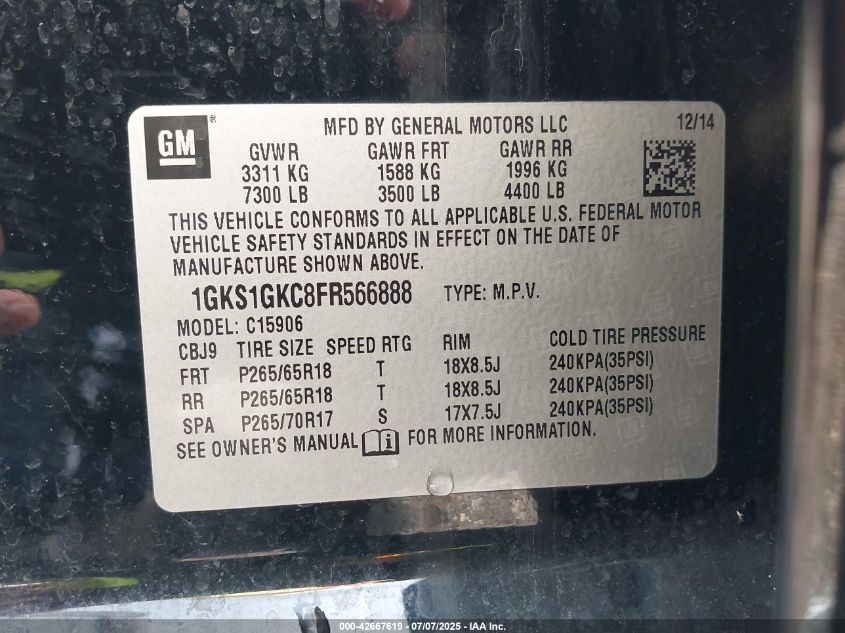 GM ® MFD BY GENERAL MOTORS LLC 12/14
GVWR GAWR FRT GAWR RR
3311 KG 1588 KG 1996 KG
7300 LB 3500 LB 4400 LB
THIS VEHICLE CONFORMS TO ALL APPLICABLE U.S. FEDERAL MOTOR
VEHICLE SAFETY STANDARDS IN EFFECT ON THE DATE OF
MANUFACTURE SHOWN ABOVE.
1GKS1GKC8FR566888 TYPE: M.P.V.
MODEL: C15906
CBJ9 TIRE SIZE SPEED RTG RIM COLD TIRE PRESSURE
FRT P265/65R18 T 18X8.5J 240KPA(35PSI)
RR P265/65R18 T 18X8.5J 240KPA(35PSI)
SPA P265/70R17 S 17X7.5J 240KPA(35PSI)
SEE OWNER'S MANUAL i FOR MORE INFORMATION.
000-42667619 - 07/07/2025 - IAA Inc.